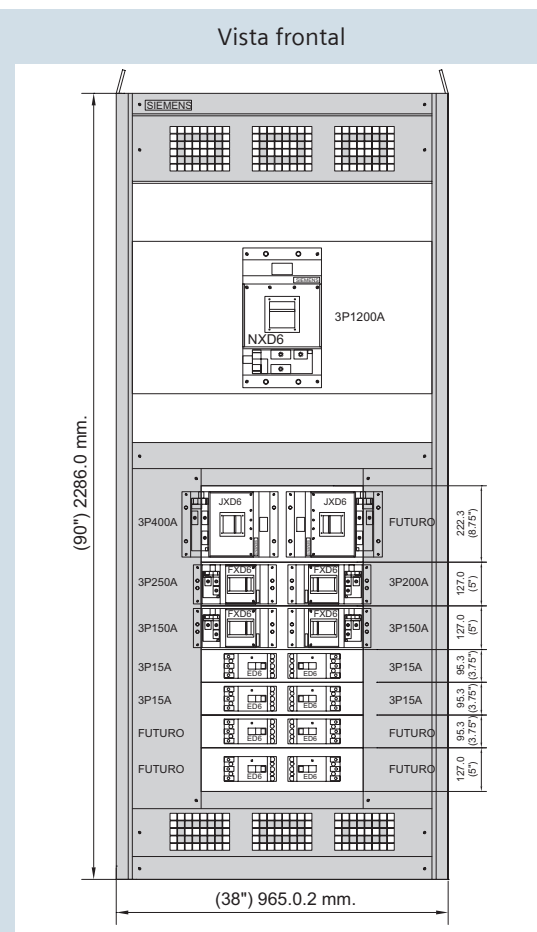 Vista frontal
SIEMENS
SIEMENS
3P1200A
NXD6
(90") 2286.0 mm.
JXD6 JXD6
3P400A FUTURO 222.3 (8.75")
FXD6 FXD6
3P250A 3P200A 127.0 (5")
FXD6 FXD6
3P150A 3P150A 127.0 (5")
3P15A ED6 ED6 3P15A 95.3 (3.75")
3P15A ED6 ED6 3P15A 95.3 (3.75")
FUTURO ED6 ED6 FUTURO 95.3 (3.75")
FUTURO ED6 ED6 FUTURO 127.0 (5")
(38") 965.0.2 mm.